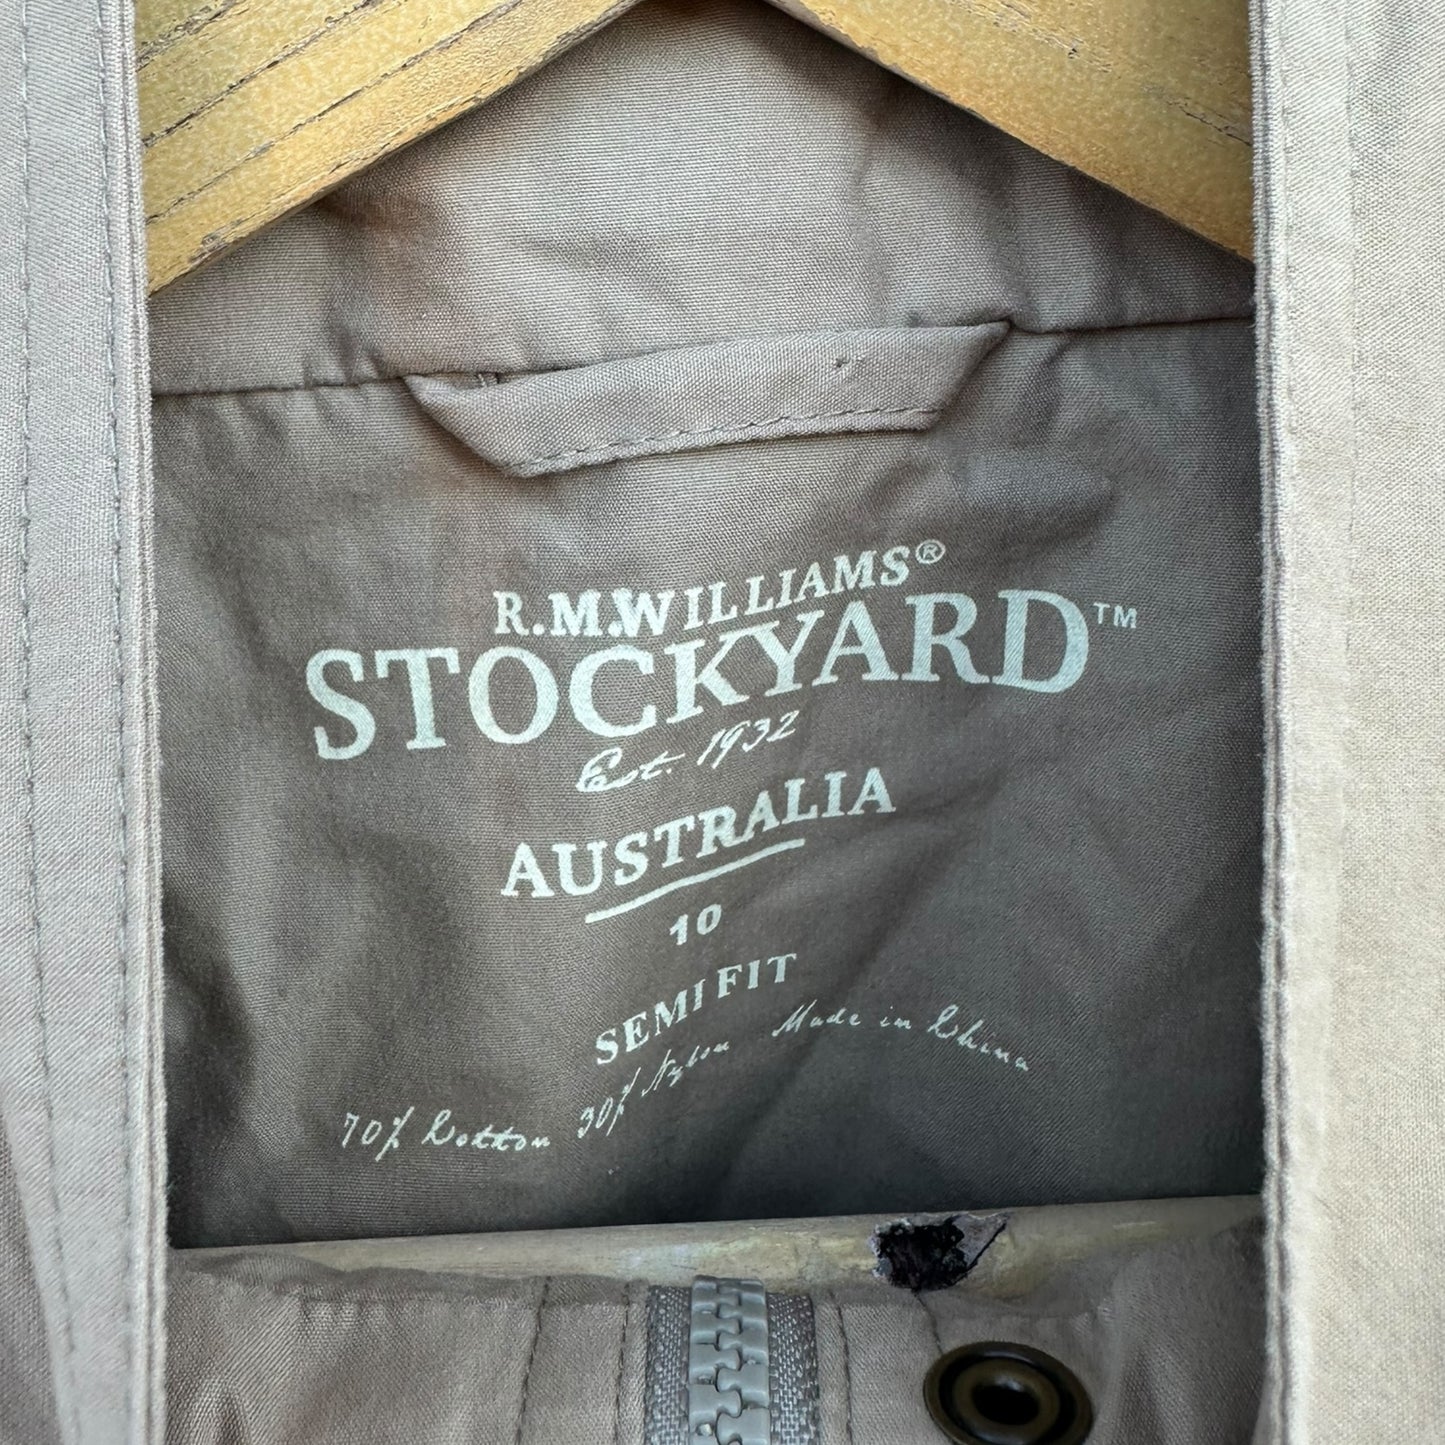 R.M.WILLIAMS®
STOCKYARD™
Est. 1932
AUSTRALIA
10
SEMI FIT
70% Cotton 30% Nylon Made in China